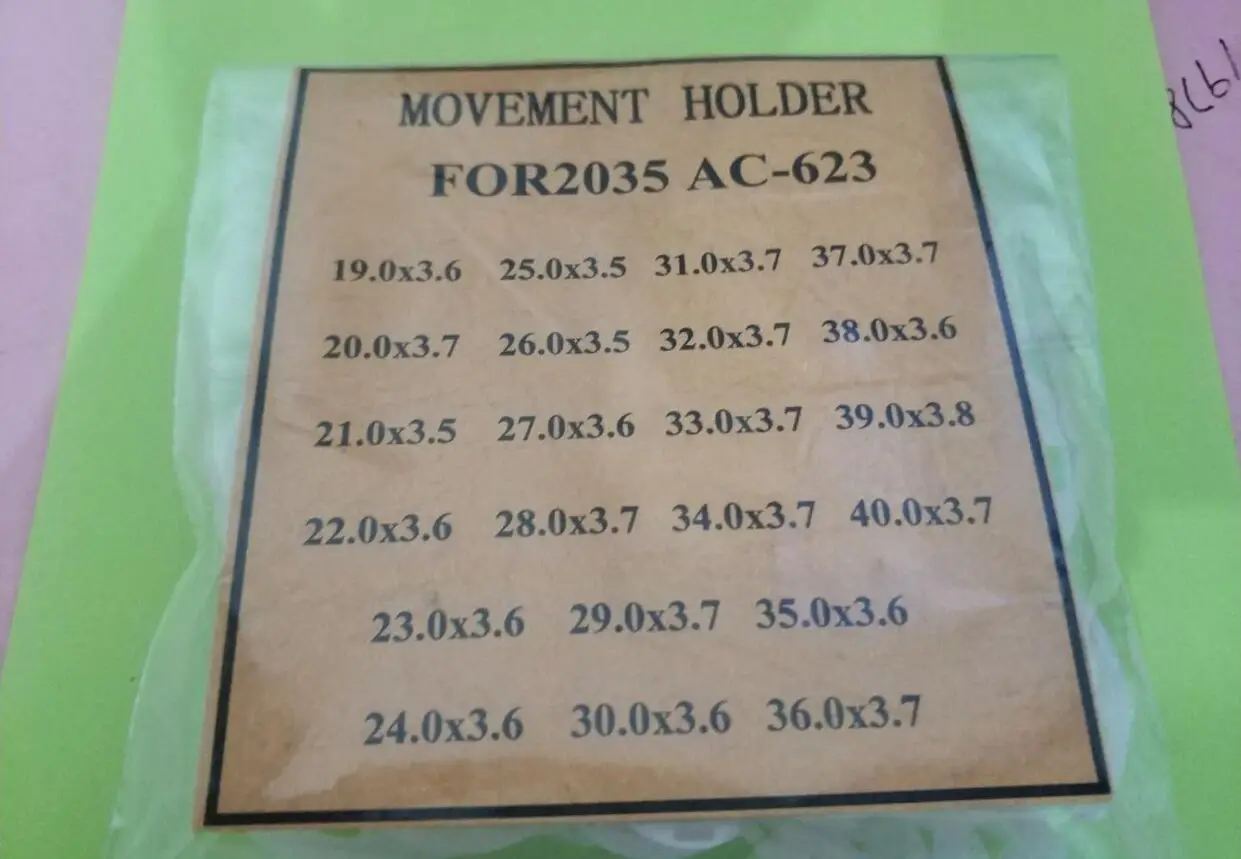 MOVEMENT HOLDER
FOR2035 AC-623
19.0x3.6 25.0x3.5 31.0x3.7 37.0x3.7
20.0x3.7 26.0x3.5 32.0x3.7 38.0x3.6
21.0x3.5 27.0x3.6 33.0x3.7 39.0x3.8
22.0x3.6 28.0x3.7 34.0x3.7 40.0x3.7
23.0x3.6 29.0x3.7 35.0x3.6
24.0x3.6 30.0x3.6 36.0x3.7